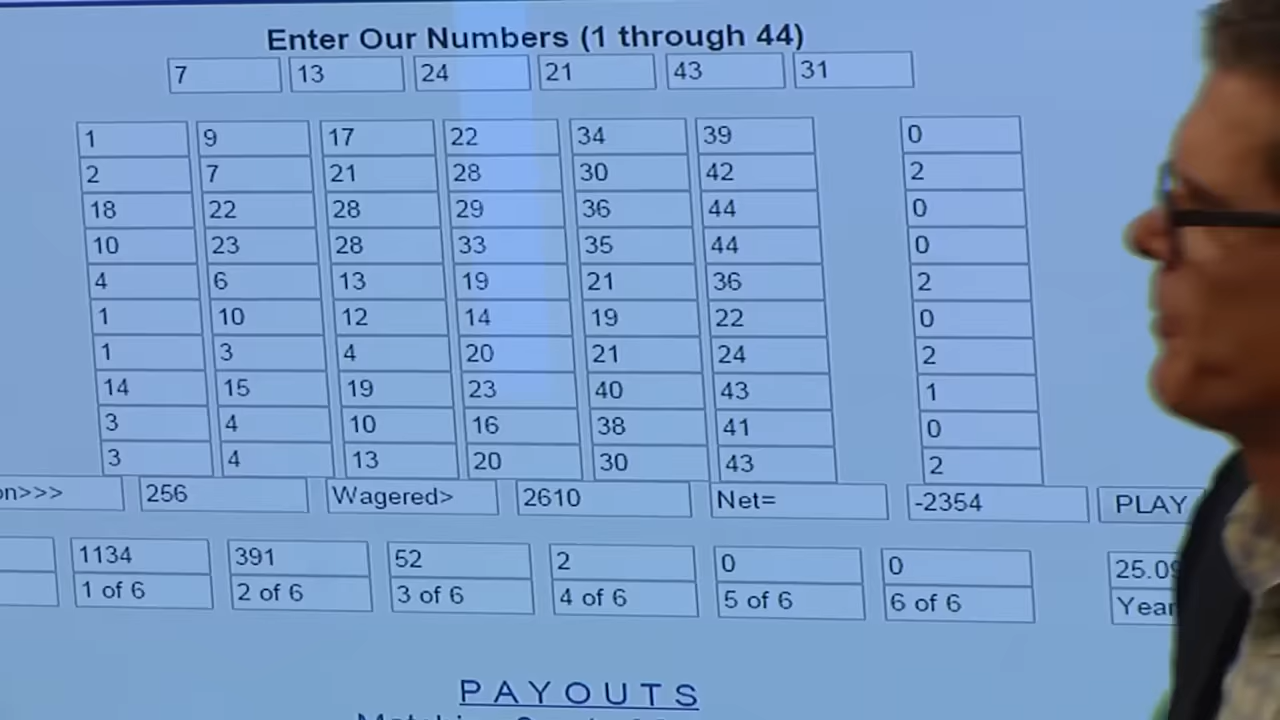 Enter Our Numbers (1 through 44)
7 13 24 21 43 31
1 9 17 22 34 39 0
2 7 21 28 30 42 2
18 22 28 29 36 44 0
10 23 28 33 35 44 0
4 6 13 19 21 36 2
1 10 12 14 19 22 0
1 3 4 20 21 24 2
14 15 19 23 40 43 1
3 4 10 16 38 41 0
3 4 13 20 30 43 2
256 Wagered> 2610 Net= -2354 PLAY
1134 391 52 2 0 0
1 of 6 2 of 6 3 of 6 4 of 6 5 of 6 6 of 6
PAYOUTS